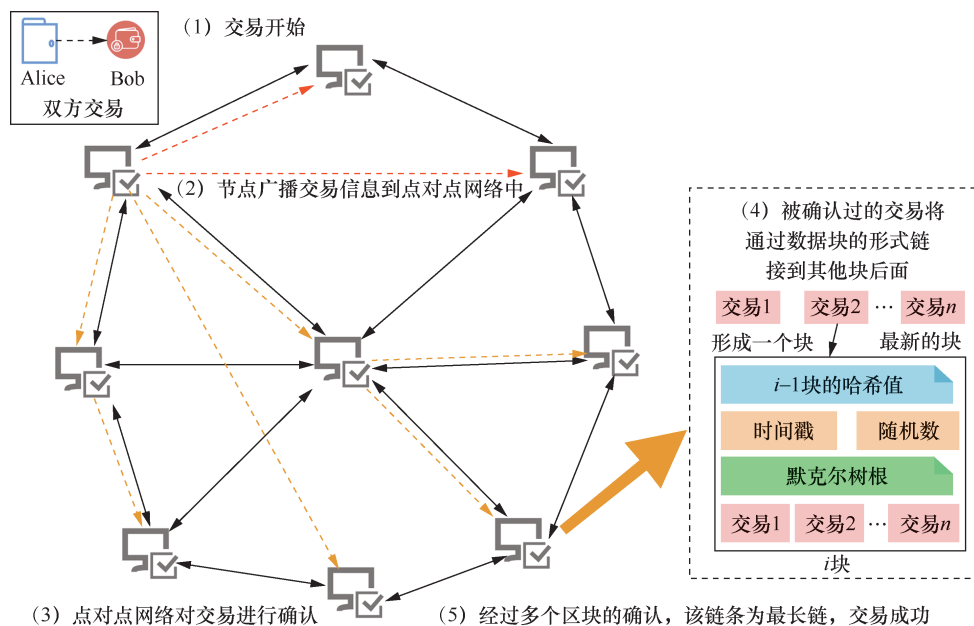 （1）交易开始
Alice
Bob
双方交易
（2）节点广播交易信息到点对点网络中
（4）被确认过的交易将
通过数据块的形式链
接到其他块后面
交易1 交易2 ··· 交易n
形成一个块 最新的块
i–1块的哈希值
时间戳 随机数
默克尔树根
交易1 交易2 ··· 交易n
i块
（3）点对点网络对交易进行确认
（5）经过多个区块的确认，该链条为最长链，交易成功